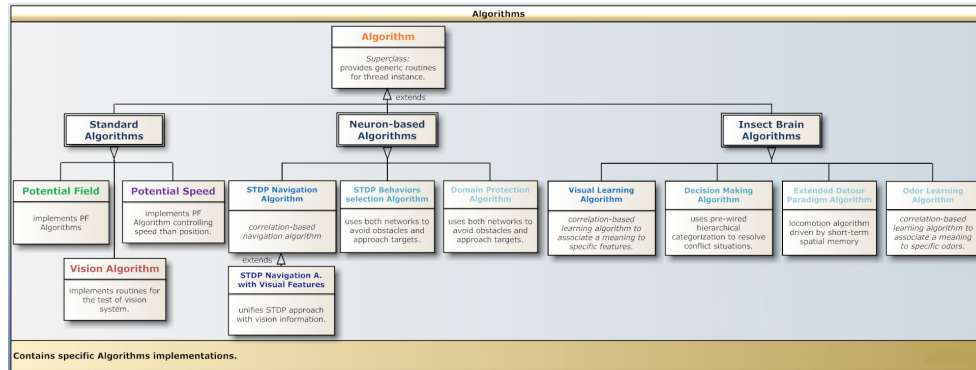 Algorithms
Algorithm
Superclass:
provides generic routines
for thread instance.
extends
Standard
Algorithms
Neuron-based
Algorithms
Insect Brain
Algorithms
Potential Field
implements PF
Algorithms
Potential Speed
implements PF
Algorithm controlling
speed than position.
STDP Navigation
Algorithm
correlation-based
navigation algorithm
STDP Behaviors
selection Algorithm
uses both networks to
avoid obstacles and
approach targets.
Domain Protection
Algorithm
uses both networks to
avoid obstacles and
approach targets.
Visual Learning
Algorithm
correlation-based
learning algorithm to
associate a meaning to
specific features.
Decision Making
Algorithm
uses pre-wired
hierarchical
categorization to resolve
conflict situations.
Extended Detour
Paradigm Algorithm
locomotion algorithm
driven by short-term
spatial memory
Odor Learning
Algorithm
correlation-based
learning algorithm to
associate a meaning
to specific odors.
Vision Algorithm
implements routines for
the test of vision
system.
extends
STDP Navigation A.
with Visual Features
unifies STDP approach
with vision information.
Contains specific Algorithms implementations.